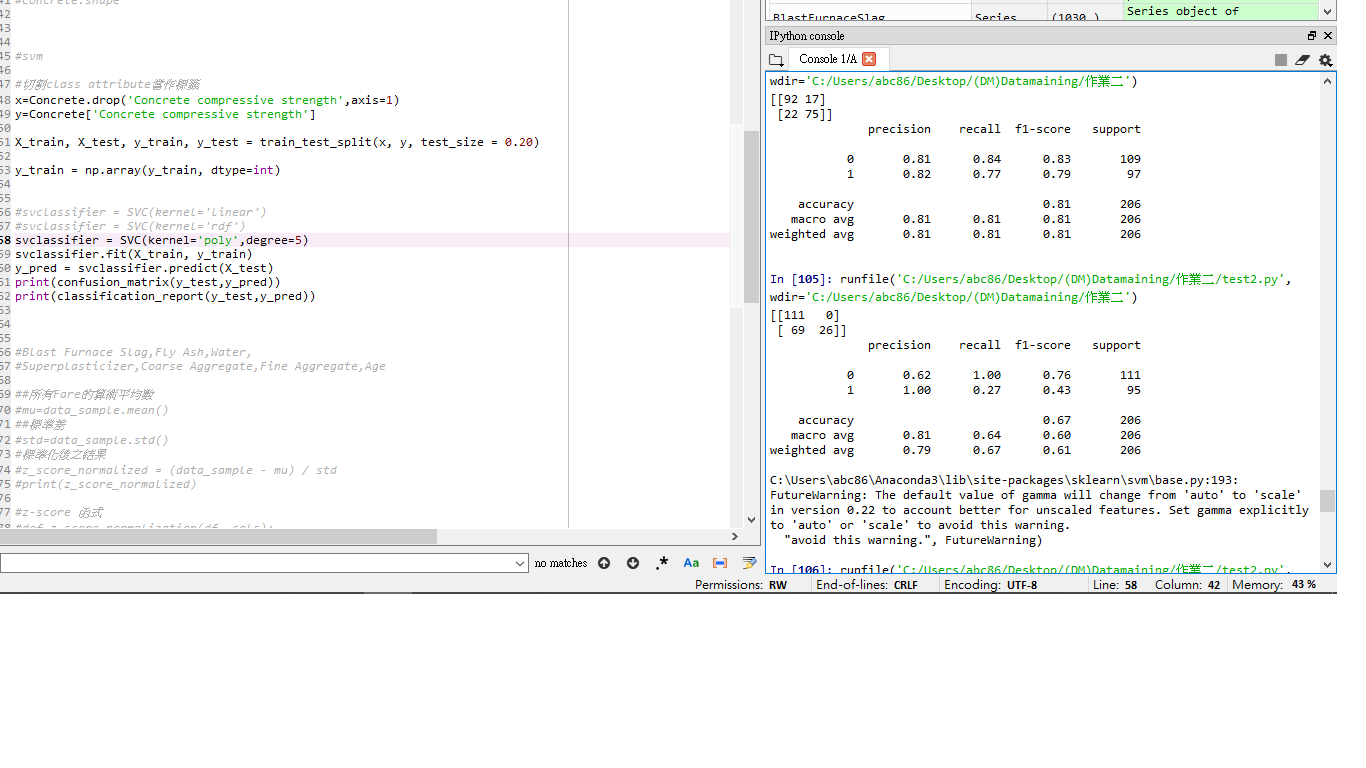 41 #Concrete.shape
42
43
44
45 #svm
46
47 #切割class attribute當作標籤
48 x=Concrete.drop('Concrete compressive strength',axis=1)
49 y=Concrete['Concrete compressive strength']
50
51 X_train, X_test, y_train, y_test = train_test_split(x, y, test_size = 0.20)
52
53 y_train = np.array(y_train, dtype=int)
54
55
56 #svclassifier = SVC(kernel='linear')
57 #svclassifier = SVC(kernel='rdf')
58 svclassifier = SVC(kernel='poly',degree=5)
59 svclassifier.fit(X_train, y_train)
60 y_pred = svclassifier.predict(X_test)
61 print(confusion_matrix(y_test,y_pred))
62 print(classification_report(y_test,y_pred))
63
64
65
66 #Blast Furnace Slag,Fly Ash,Water,
67 #Superplasticizer,Coarse Aggregate,Fine Aggregate,Age
68
69 ##所有Fare的算術平均數
70 #mu=data_sample.mean()
71 ##標準差
72 #std=data_sample.std()
73 #標準化後之結果
74 #z_score_normalized = (data_sample - mu) / std
75 #print(z_score_normalized)
76
77 #z-score 函式
78 #def z_score_normalization(df, cols):
no matches .* Aa
BlastFurnaceSlag Series (1030,) Series object of
IPython console
Console 1/A
wdir='C:/Users/abc86/Desktop/(DM)Datamaining/作業二')
[[92 17]
[22 75]]
precision recall f1-score support
0 0.81 0.84 0.83 109
1 0.82 0.77 0.79 97
accuracy 0.81 206
macro avg 0.81 0.81 0.81 206
weighted avg 0.81 0.81 0.81 206
In [105]: runfile('C:/Users/abc86/Desktop/(DM)Datamaining/作業二/test2.py',
wdir='C:/Users/abc86/Desktop/(DM)Datamaining/作業二')
[[111 0]
[ 69 26]]
precision recall f1-score support
0 0.62 1.00 0.76 111
1 1.00 0.27 0.43 95
accuracy 0.67 206
macro avg 0.81 0.64 0.60 206
weighted avg 0.79 0.67 0.61 206
C:\Users\abc86\Anaconda3\lib\site-packages\sklearn\svm\base.py:193:
FutureWarning: The default value of gamma will change from 'auto' to 'scale'
in version 0.22 to account better for unscaled features. Set gamma explicitly
to 'auto' or 'scale' to avoid this warning.
"avoid this warning.", FutureWarning)
In [106]: runfile('C:/Users/abc86/Desktop/(DM)Datamaining/作業二/test2.py',
Permissions: RW End-of-lines: CRLF Encoding: UTF-8 Line: 58 Column: 42 Memory: 43 %